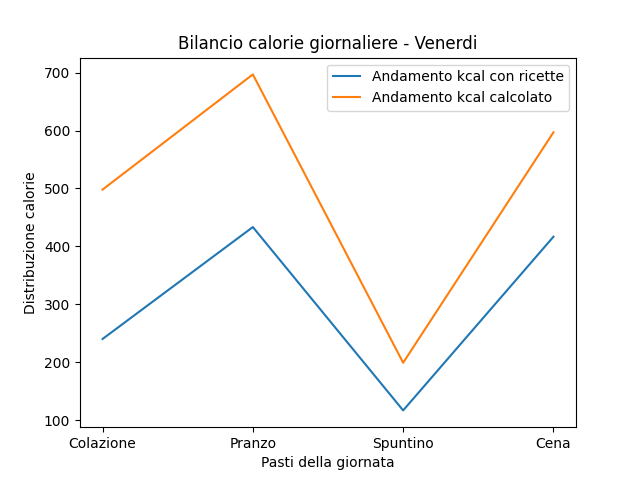 Bilancio calorie giornaliere - Venerdi
Andamento kcal con ricette
Andamento kcal calcolato
Distribuzione calorie
700
600
500
400
300
200
100
Colazione Pranzo Spuntino Cena
Pasti della giornata